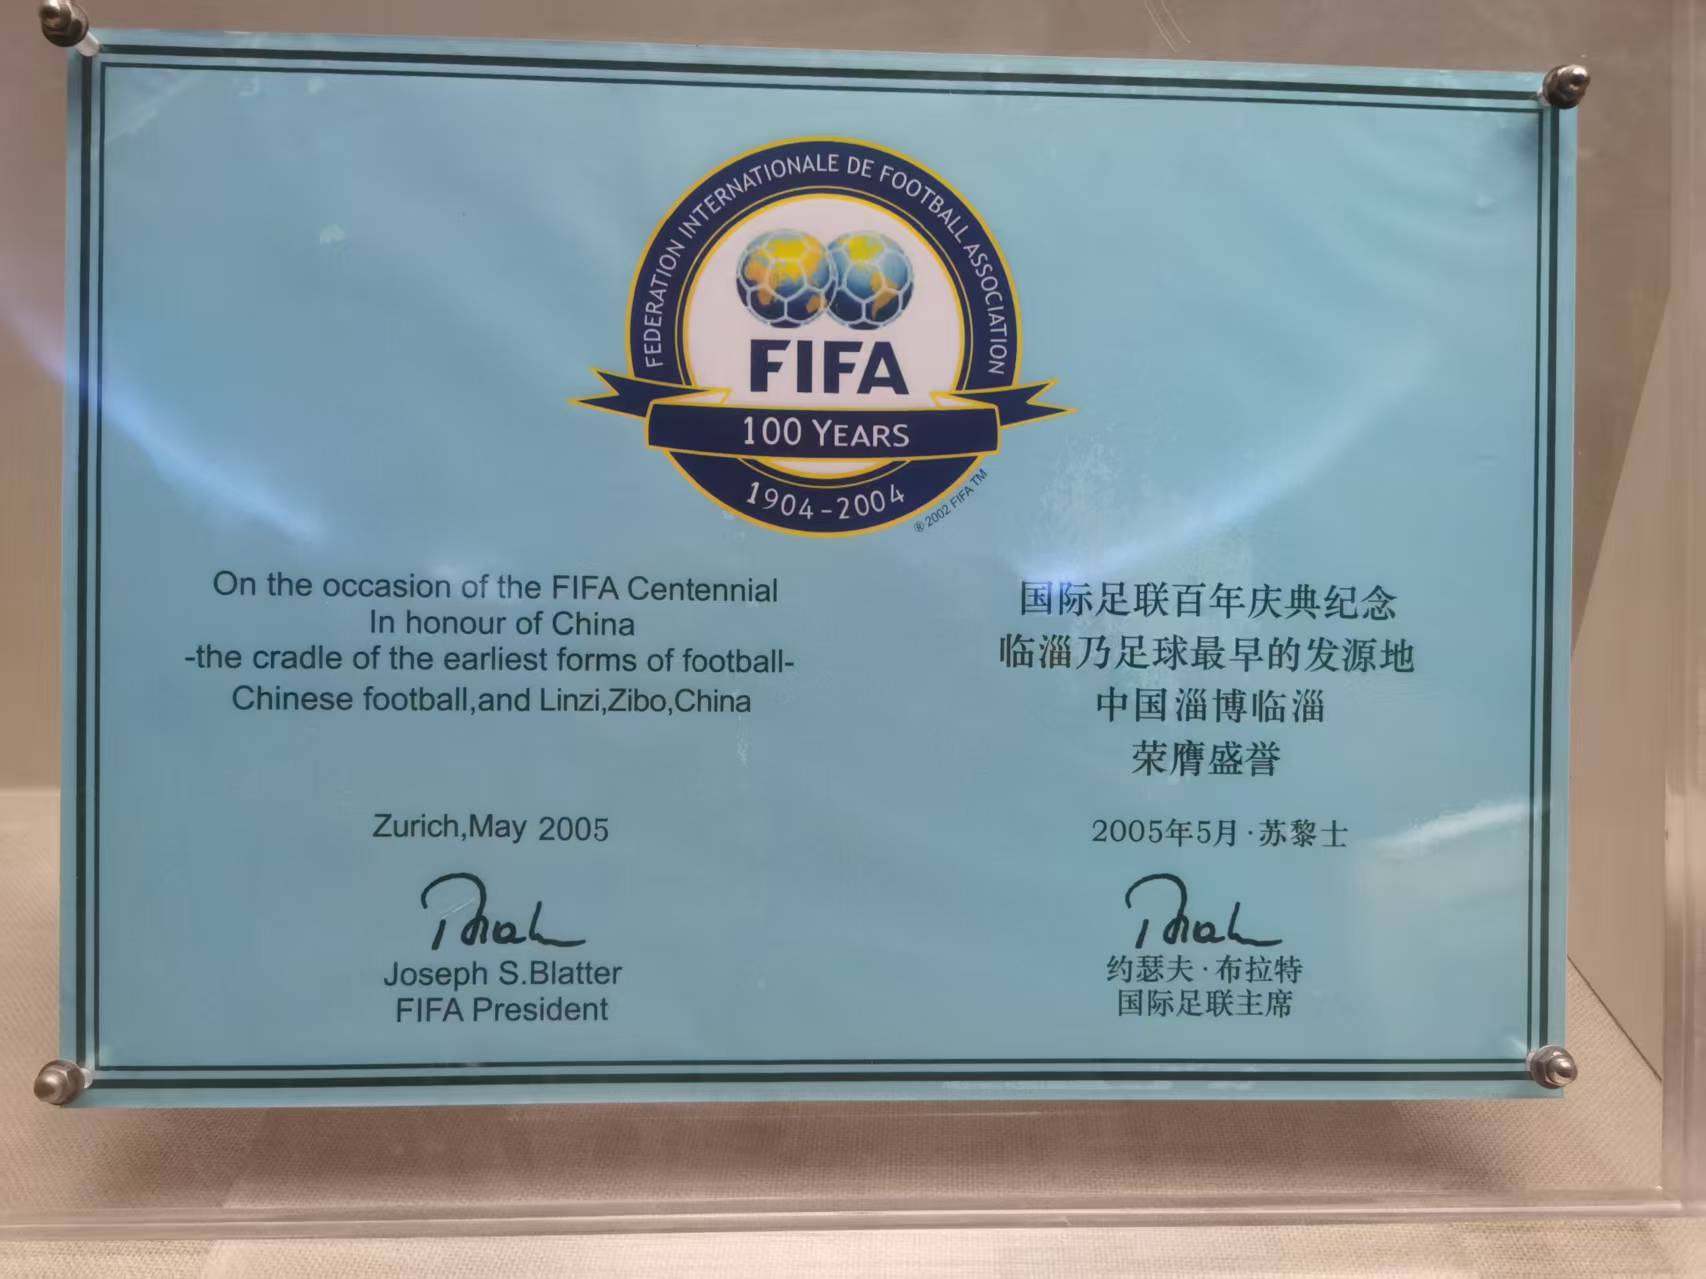 FEDERATION INTERNATIONALE DE FOOTBALL ASSOCIATION
FIFA
100 YEARS
1904-2004
® 2002 FIFA TM
On the occasion of the FIFA Centennial
In honour of China
-the cradle of the earliest forms of football-
Chinese football,and Linzi,Zibo,China
Zurich,May 2005
Joseph S.Blatter
FIFA President
国际足联百年庆典纪念
临淄乃足球最早的发源地
中国淄博临淄
荣膺盛誉
2005年5月·苏黎士
约瑟夫·布拉特
国际足联主席